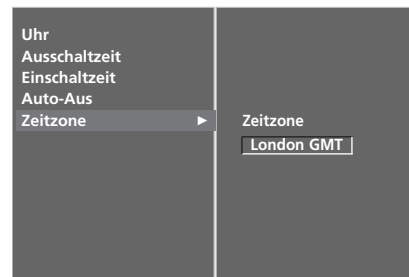 Uhr
Ausschaltzeit
Einschaltzeit
Auto-Aus
Zeitzone ►
Zeitzone
London GMT